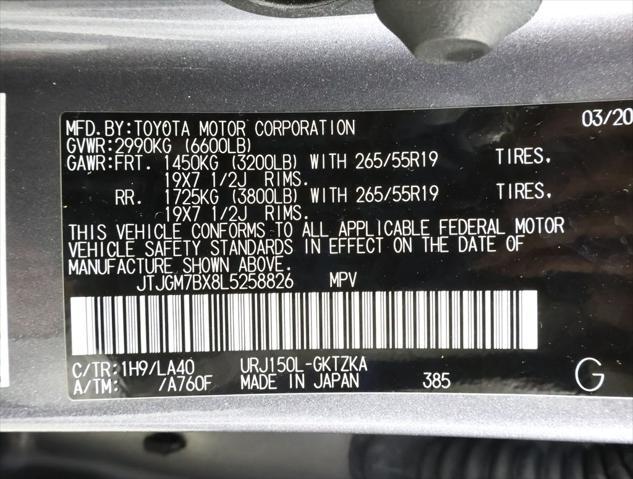 MFD.BY:TOYOTA MOTOR CORPORATION 03/20
GVWR:2990KG (6600LB)
GAWR:FRT. 1450KG (3200LB) WITH 265/55R19 TIRES,
19X7 1/2J RIMS.
RR. 1725KG (3800LB) WITH 265/55R19 TIRES,
19X7 1/2J RIMS.
THIS VEHICLE CONFORMS TO ALL APPLICABLE FEDERAL MOTOR
VEHICLE SAFETY STANDARDS IN EFFECT ON THE DATE OF
MANUFACTURE SHOWN ABOVE.
JTJGM7BX8L5258826 MPV
C/TR:1H9/LA40 URJ150L-GKTZKA
A/TM: /A760F MADE IN JAPAN 385 G